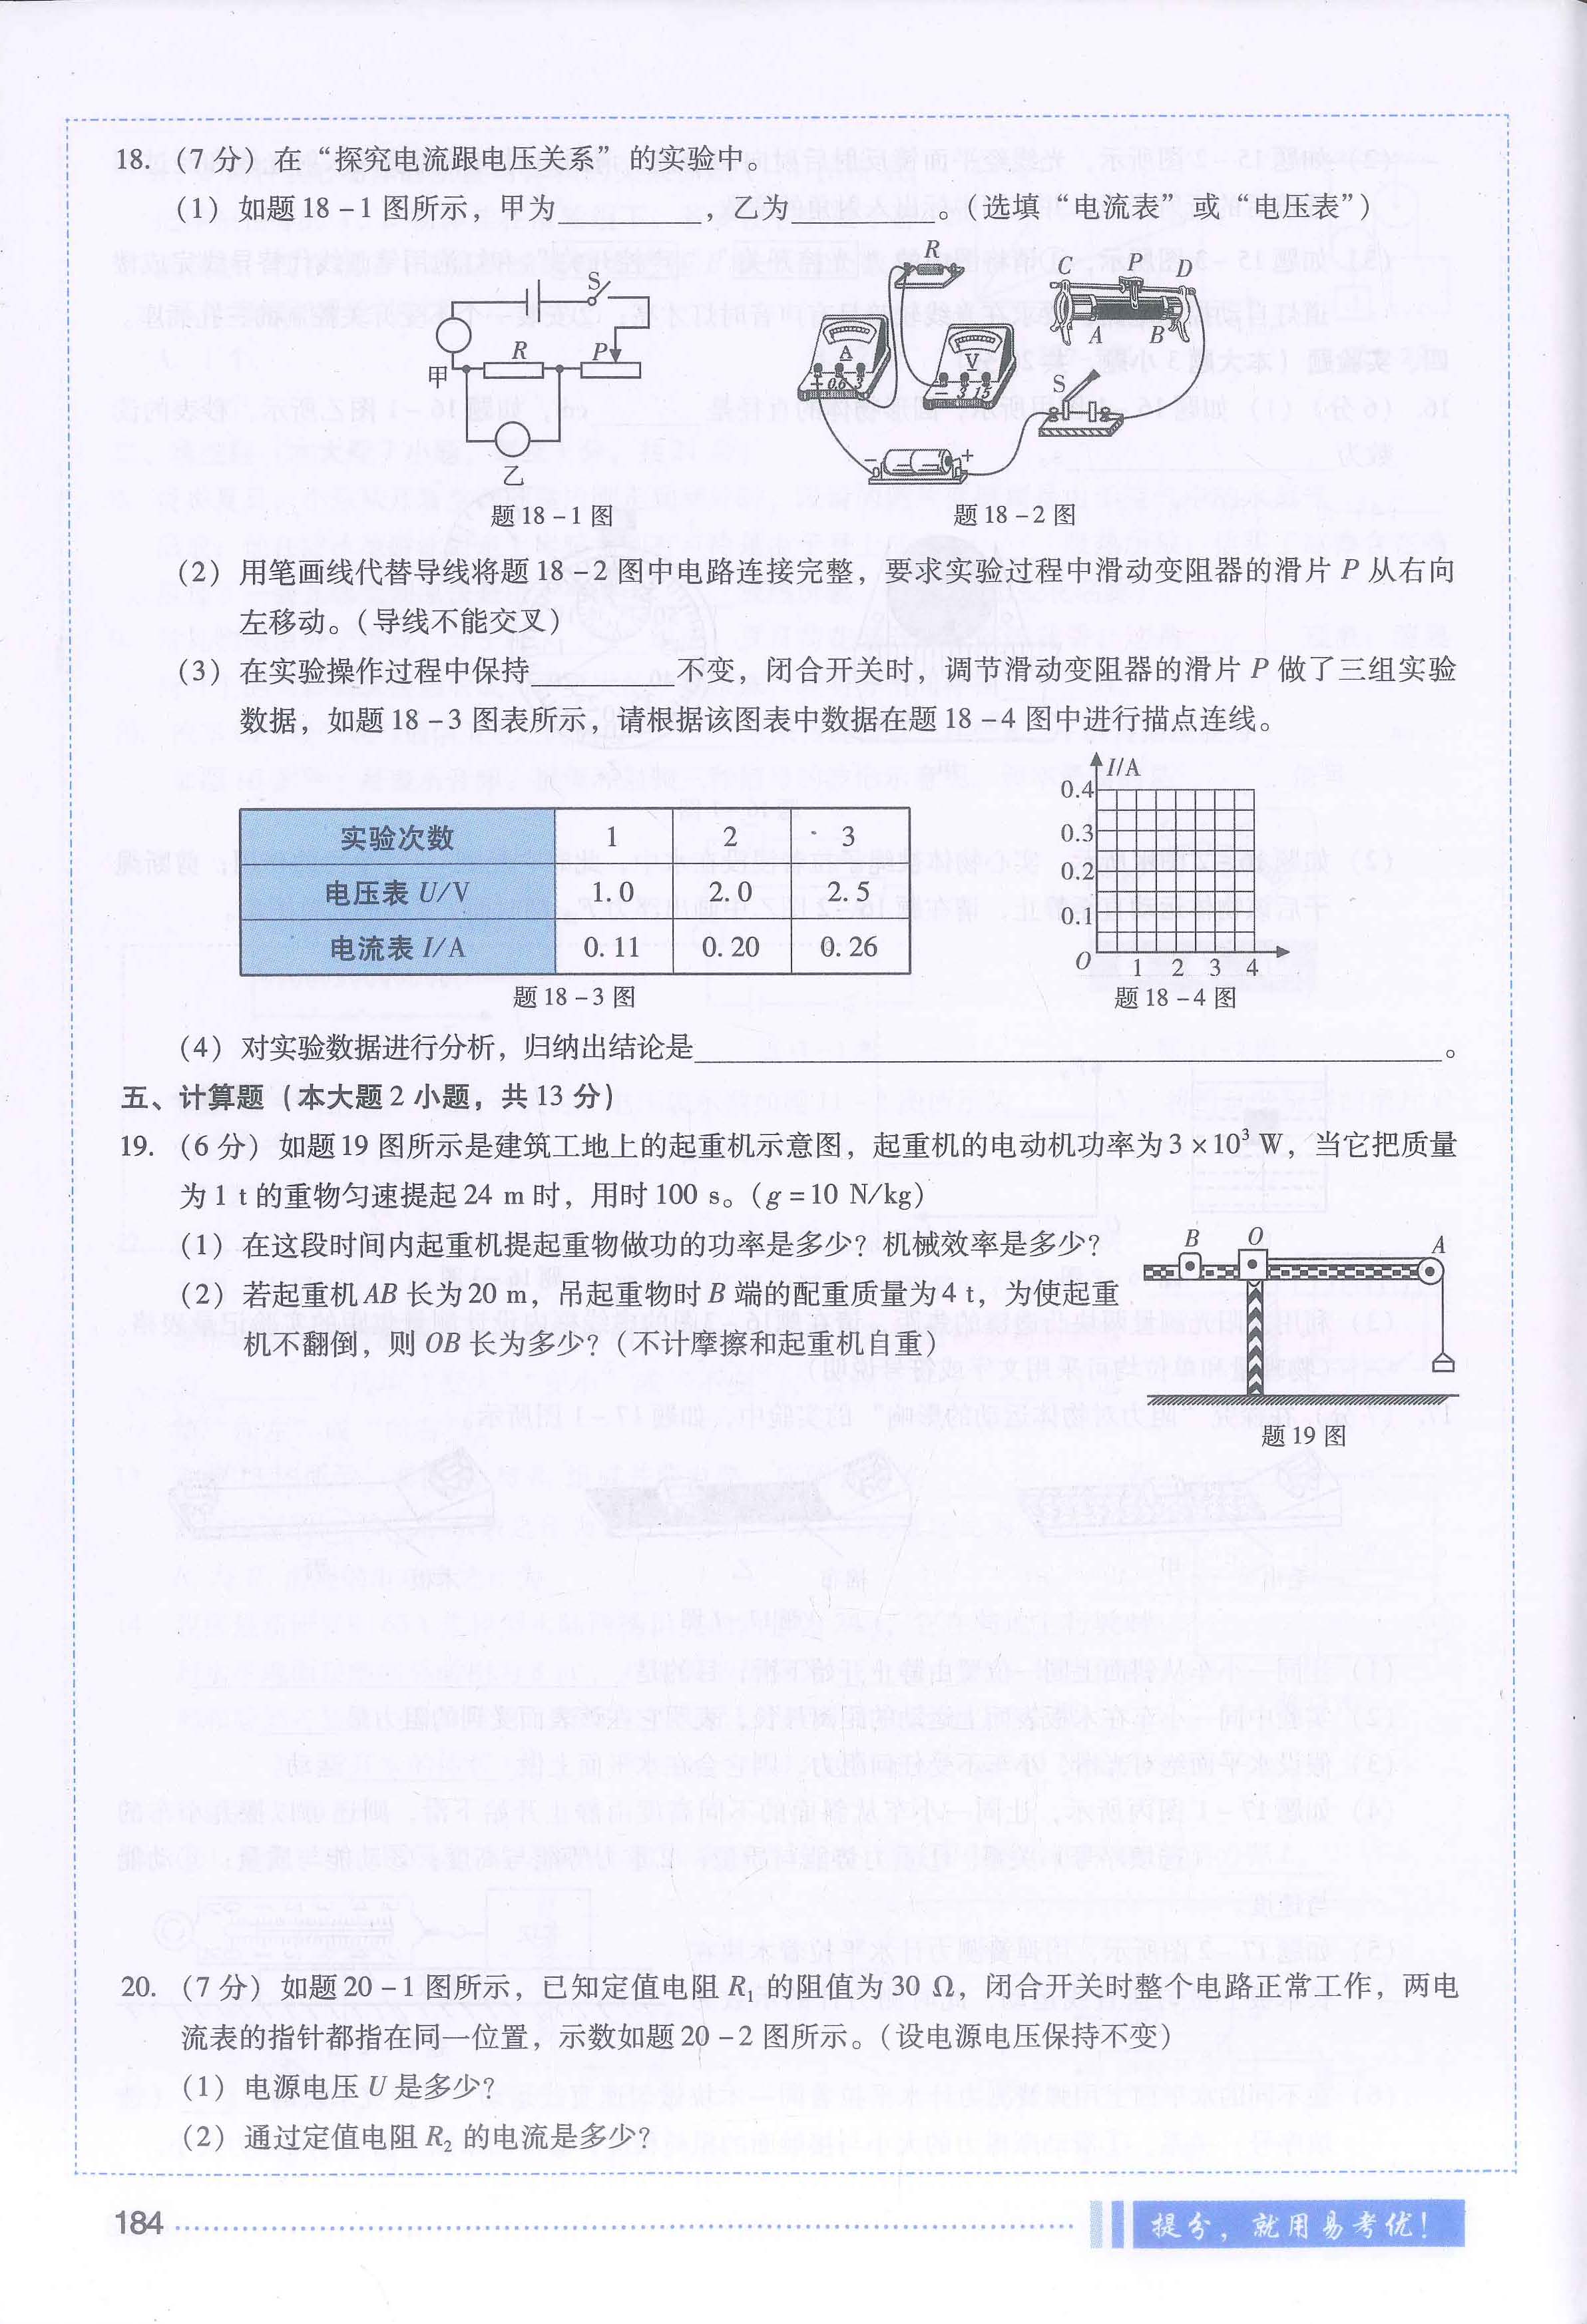 18. (7 分) 在“探究电流跟电压关系”的实验中。
(1) 如题 18－1 图所示，甲为__________，乙为__________。(选填“电流表”或“电压表”)
S
甲
R
P
乙
题 18－1 图
R
C P D
A B
A
－ 0.6 3
V
－ 3 15
S
－ ＋
题 18－2 图
(2) 用笔画线代替导线将题 18－2 图中电路连接完整，要求实验过程中滑动变阻器的滑片 P 从右向
左移动。(导线不能交叉)
(3) 在实验操作过程中保持__________不变，闭合开关时，调节滑动变阻器的滑片 P 做了三组实验
数据，如题 18－3 图表所示，请根据该图表中数据在题 18－4 图中进行描点连线。
实验次数 1 2 3
电压表 U/V 1.0 2.0 2.5
电流表 I/A 0.11 0.20 0.26
题 18－3 图
I/A
0.4
0.3
0.2
0.1
O 1 2 3 4
题 18－4 图
(4) 对实验数据进行分析，归纳出结论是____________________。
五、计算题 (本大题 2 小题，共 13 分)
19. (6 分) 如题 19 图所示是建筑工地上的起重机示意图，起重机的电动机功率为 3×10³ W，当它把质量
为 1 t 的重物匀速提起 24 m 时，用时 100 s。(g＝10 N/kg)
(1) 在这段时间内起重机提起重物做功的功率是多少？机械效率是多少？
(2) 若起重机 AB 长为 20 m，吊起重物时 B 端的配重质量为 4 t，为使起重
机不翻倒，则 OB 长为多少？(不计摩擦和起重机自重)
B O A
题 19 图
20. (7 分) 如题 20－1 图所示，已知定值电阻 R₁ 的阻值为 30 Ω，闭合开关时整个电路正常工作，两电
流表的指针都指在同一位置，示数如题 20－2 图所示。(设电源电压保持不变)
(1) 电源电压 U 是多少？
(2) 通过定值电阻 R₂ 的电流是多少？
184
提分，就用易考优！